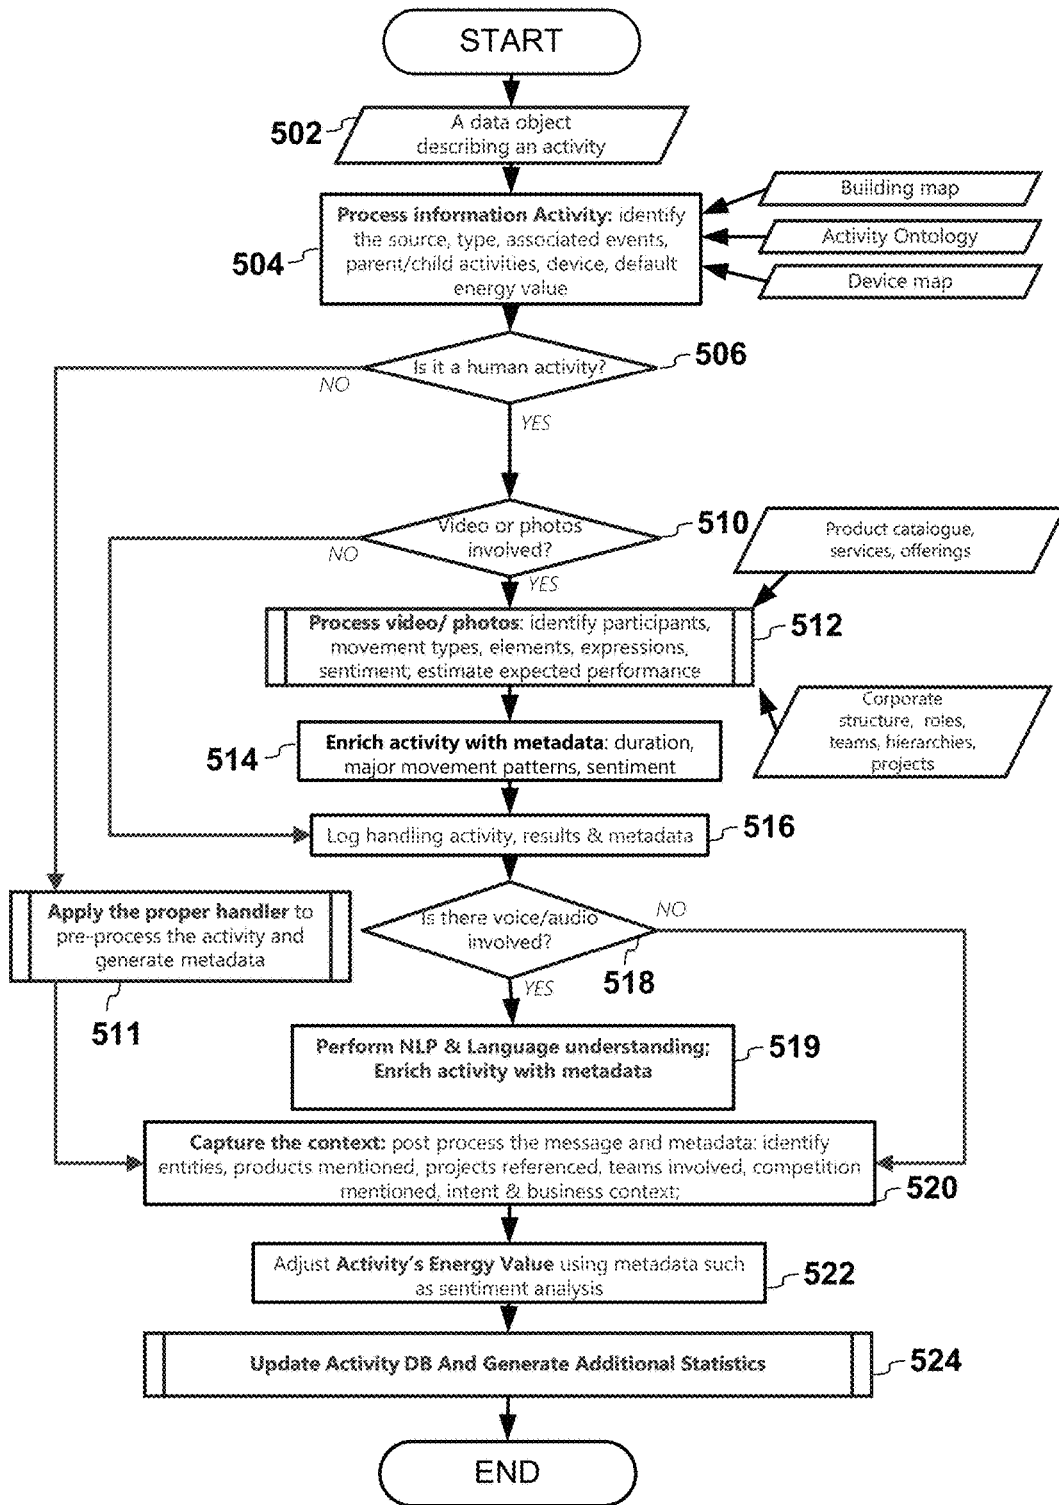 START
502
A data object
describing an activity
Process information Activity: identify
the source, type, associated events,
parent/child activities, device, default
energy value
504
Building map
Activity Ontology
Device map
Is it a human activity?
506
NO
YES
Video or photos
involved?
510
NO
YES
Product catalogue,
services, offerings
Process video/ photos: identify participants,
movement types, elements, expressions,
sentiment; estimate expected performance
512
Corporate
structure, roles,
teams, hierarchies,
projects
514
Enrich activity with metadata: duration,
major movement patterns, sentiment
Log handling activity, results & metadata
516
Apply the proper handler to
pre-process the activity and
generate metadata
511
Is there voice/audio
involved?
NO
518
YES
Perform NLP & Language understanding;
Enrich activity with metadata
519
Capture the context: post process the message and metadata: identify
entities, products mentioned, projects referenced, teams involved, competition
mentioned, intent & business context;
520
Adjust Activity's Energy Value using metadata such
as sentiment analysis
522
Update Activity DB And Generate Additional Statistics
524
END